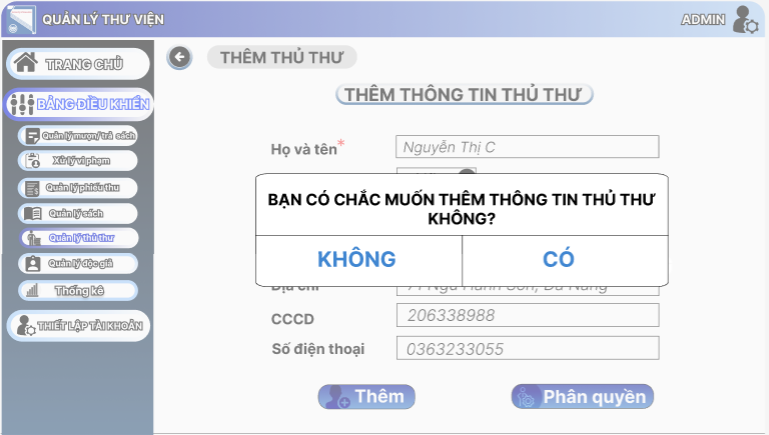 QUẢN LÝ THƯ VIỆN
ADMIN
TRANG CHỦ
THÊM THỦ THƯ
BẢNG ĐIỀU KHIỂN
THÊM THÔNG TIN THỦ THƯ
Quản lý mượn/trả sách
Họ và tên*
Nguyễn Thị C
Xử lý vi phạm
Quản lý phiếu thu
BẠN CÓ CHẮC MUỐN THÊM THÔNG TIN THỦ THƯ
KHÔNG?
Quản lý sách
Quản lý thủ thư
KHÔNG
CÓ
Quản lý độc giả
Địa chỉ
71 Ngũ Hành Sơn, Đà Nẵng
Thống kê
CCCD
206338988
THIẾT LẬP TÀI KHOẢN
Số điện thoại
0363233055
Thêm
Phân quyền